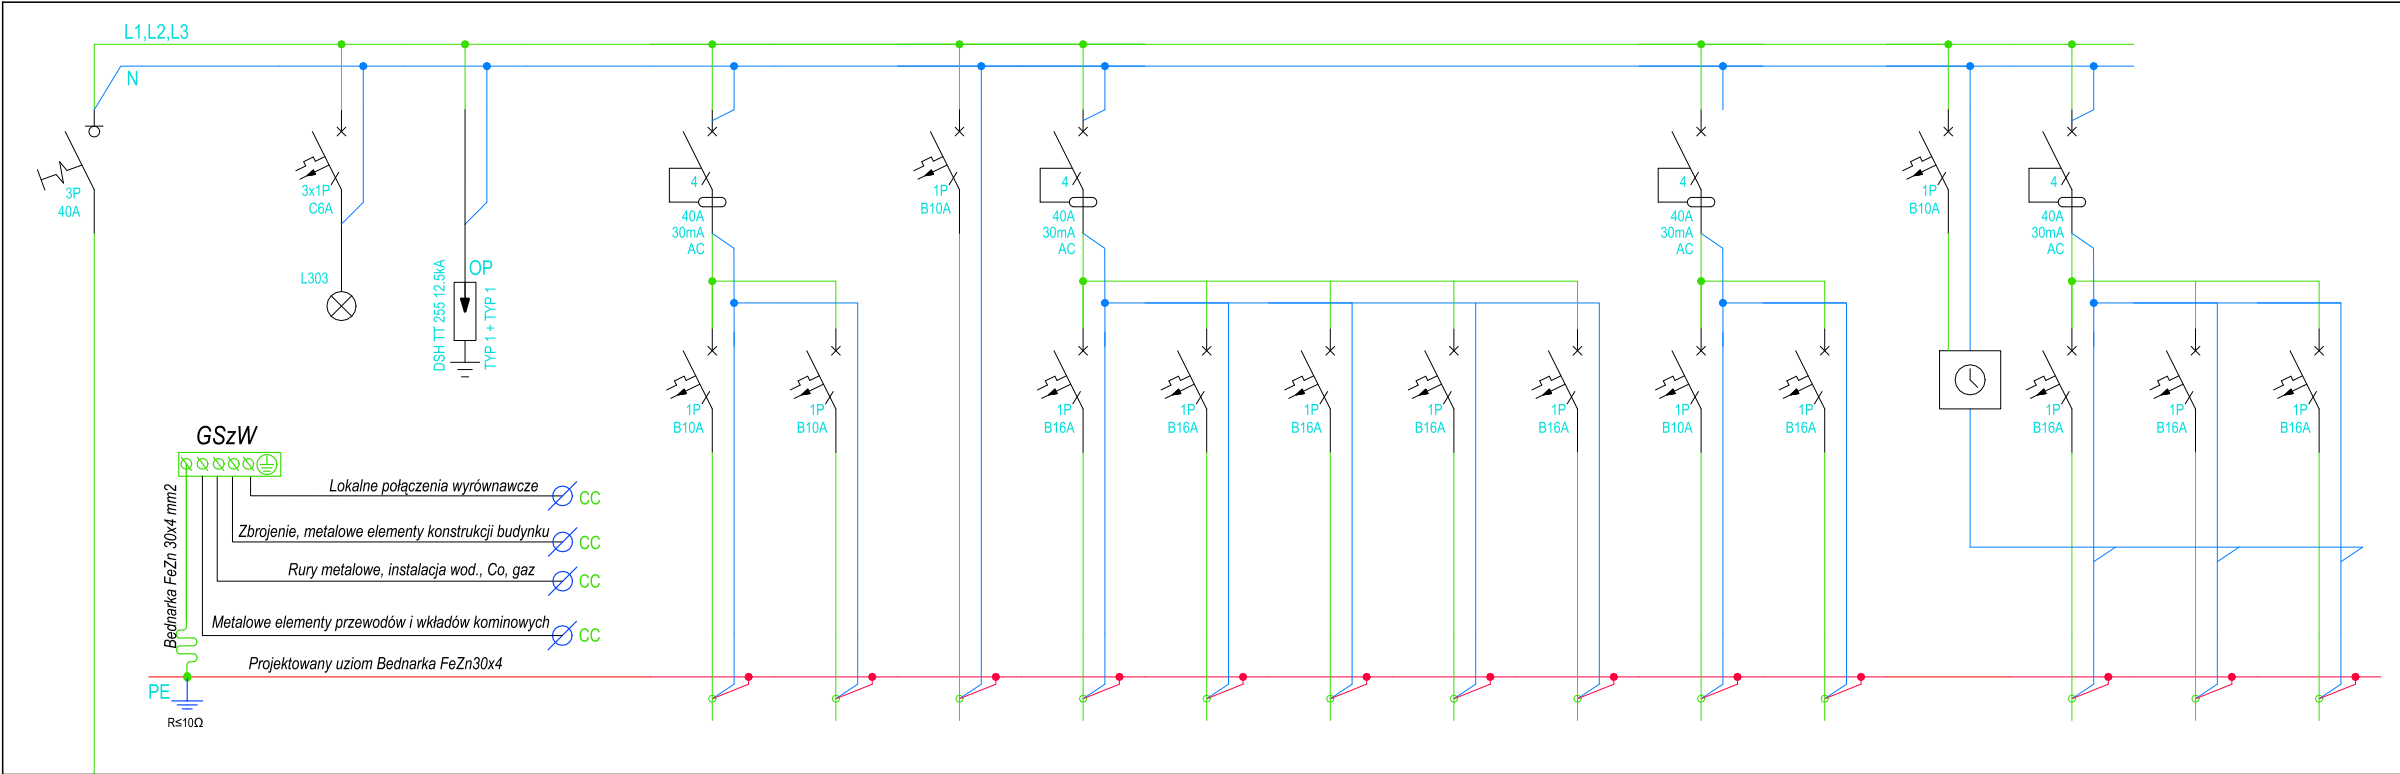 L1,L2,L3
N
3P
40A
3x1P
C6A
L303
DSH TT 255 12.5kA
OP
TYP 1 + TYP 1
4
40A
30mA
AC
1P
B10A
4
40A
30mA
AC
4
40A
30mA
AC
1P
B10A
4
40A
30mA
AC
1P
B10A
1P
B10A
1P
B16A
1P
B16A
1P
B16A
1P
B16A
1P
B16A
1P
B10A
1P
B16A
1P
B16A
1P
B16A
1P
B16A
GSzW
Bednarka FeZn 30x4 mm2
Lokalne połączenia wyrównawcze
CC
Zbrojenie, metalowe elementy konstrukcji budynku
CC
Rury metalowe, instalacja wod., Co, gaz
CC
Metalowe elementy przewodów i wkładów kominowych
CC
Projektowany uziom Bednarka FeZn30x4
PE
R≤10Ω